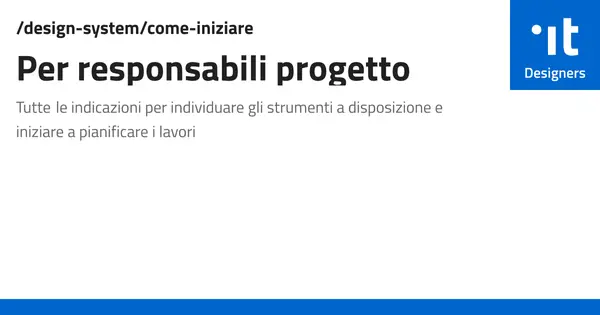 /design-system/come-iniziare
Per responsabili progetto
Tutte le indicazioni per individuare gli strumenti a disposizione e
iniziare a pianificare i lavori
it
Designers